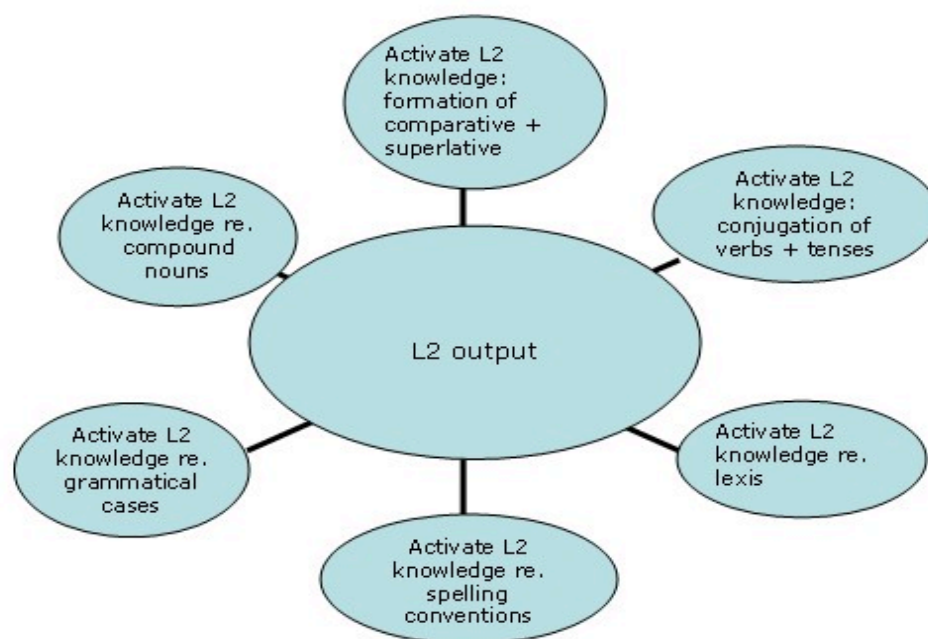 Activate L2
knowledge:
formation of
comparative +
superlative
Activate L2
knowledge re.
compound
nouns
Activate L2
knowledge:
conjugation of
verbs + tenses
L2 output
Activate L2
knowledge re.
grammatical
cases
Activate L2
knowledge re.
lexis
Activate L2
knowledge re.
spelling
conventions